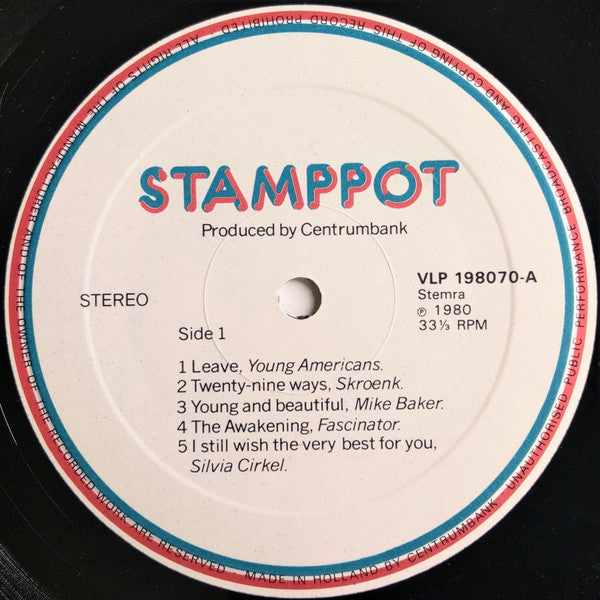 STAMPPOT
Produced by Centrumbank
STEREO
VLP 198070-A
Stemra
℗ 1980
33⅓ RPM
Side 1
1 Leave, Young Americans.
2 Twenty-nine ways, Skroenk.
3 Young and beautiful, Mike Baker.
4 The Awakening, Fascinator.
5 I still wish the very best for you,
Silvia Cirkel.
ALL RIGHTS OF THE MANUFACTURER AND OF THE OWNER OF THE RECORDED WORK ARE RESERVED - MADE IN HOLLAND BY CENTRUMBANK - UNAUTHORISED PUBLIC PERFORMANCE BROADCASTING AND COPYING OF THIS RECORD PROHIBITED -